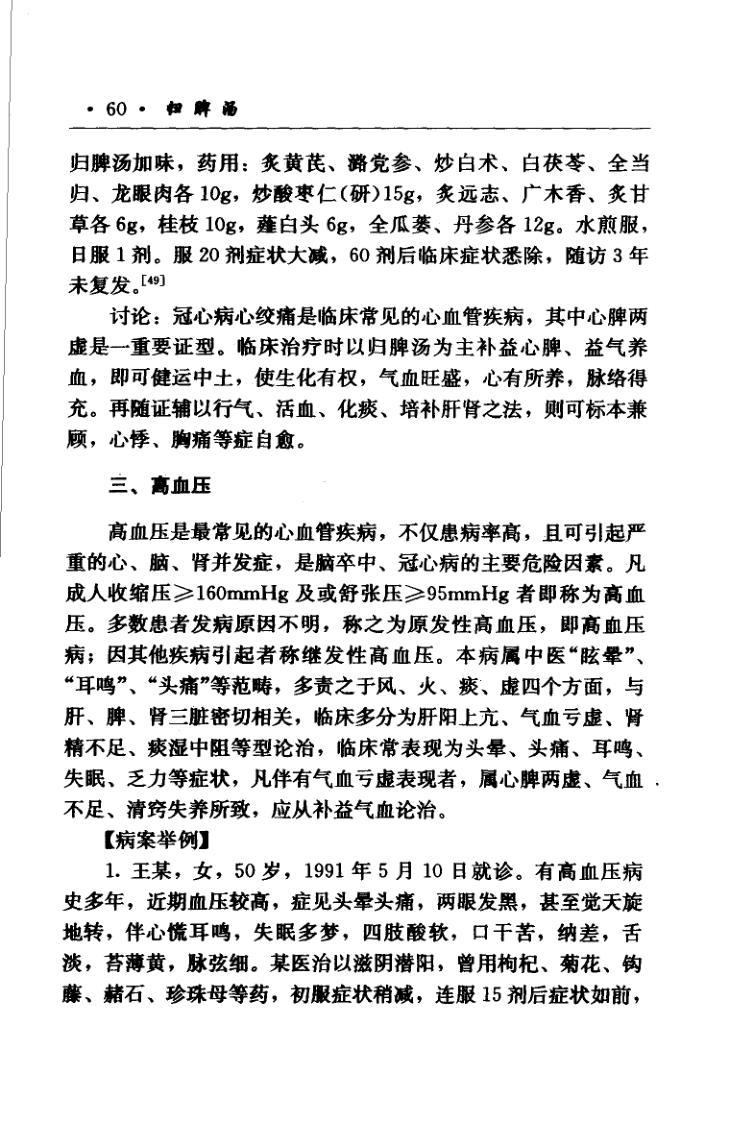 · 60 · 归脾汤
归脾汤加味，药用：炙黄芪、潞党参、炒白术、白茯苓、全当
归、龙眼肉各 10g，炒酸枣仁(研)15g，炙远志、广木香、炙甘
草各 6g，桂枝 10g，薤白头 6g，全瓜蒌、丹参各 12g。水煎服，
日服 1 剂。服 20 剂症状大减，60 剂后临床症状悉除，随访 3 年
未复发。[49]
讨论：冠心病心绞痛是临床常见的心血管疾病，其中心脾两
虚是一重要证型。临床治疗时以归脾汤为主补益心脾、益气养
血，即可健运中土，使生化有权，气血旺盛，心有所养，脉络得
充。再随证辅以行气、活血、化痰、培补肝肾之法，则可标本兼
顾，心悸、胸痛等症自愈。
三、高血压
高血压是最常见的心血管疾病，不仅患病率高，且可引起严
重的心、脑、肾并发症，是脑卒中、冠心病的主要危险因素。凡
成人收缩压≥160mmHg 及或舒张压≥95mmHg 者即称为高血
压。多数患者发病原因不明，称之为原发性高血压，即高血压
病；因其他疾病引起者称继发性高血压。本病属中医“眩晕”、
“耳鸣”、“头痛”等范畴，多责之于风、火、痰、虚四个方面，与
肝、脾、肾三脏密切相关，临床多分为肝阳上亢、气血亏虚、肾
精不足、痰湿中阻等型论治，临床常表现为头晕、头痛、耳鸣、
失眠、乏力等症状，凡伴有气血亏虚表现者，属心脾两虚、气血
不足、清窍失养所致，应从补益气血论治。
【病案举例】
1. 王某，女，50 岁，1991 年 5 月 10 日就诊。有高血压病
史多年，近期血压较高，症见头晕头痛，两眼发黑，甚至觉天旋
地转，伴心慌耳鸣，失眠多梦，四肢酸软，口干苦，纳差，舌
淡，苔薄黄，脉弦细。某医治以滋阴潜阳，曾用枸杞、菊花、钩
藤、赭石、珍珠母等药，初服症状稍减，连服 15 剂后症状如前，